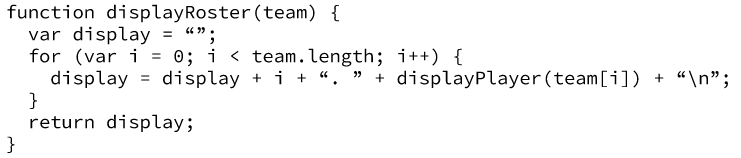 function displayRoster(team) {
  var display = “”;
  for (var i = 0; i < team.length; i++) {
    display = display + i + “. ” + displayPlayer(team[i]) + “\n”;
  }
  return display;
}